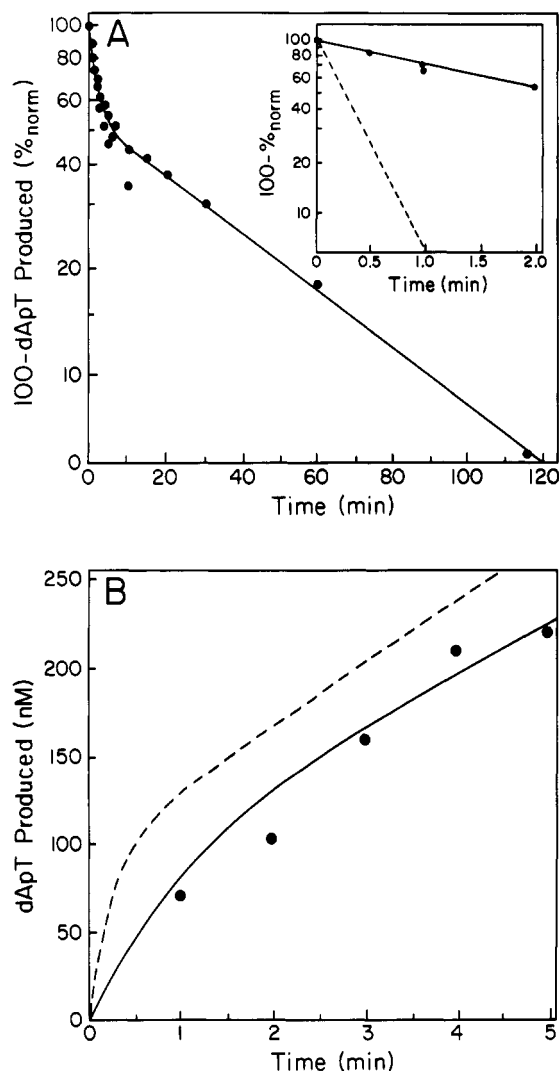 A
100-dApT Produced (%norm)
100
80
60
40
20
10
0
0 20 40 60 80 100 120
Time (min)
100-%norm
100
80
60
40
20
10
0 0.5 1.0 1.5 2.0
Time (min)
B
dApT Produced (nM)
250
200
150
100
50
0
0 1 2 3 4 5
Time (min)